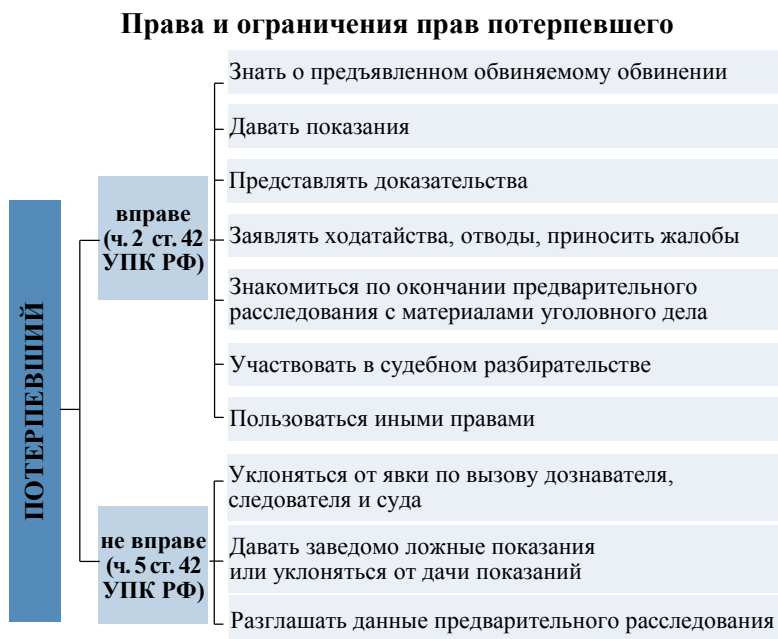 Права и ограничения прав потерпевшего
ПОТЕРПЕВШИЙ
вправе
(ч. 2 ст. 42
УПК РФ)
Знать о предъявленном обвиняемому обвинении
Давать показания
Представлять доказательства
Заявлять ходатайства, отводы, приносить жалобы
Знакомиться по окончании предварительного
расследования с материалами уголовного дела
Участвовать в судебном разбирательстве
Пользоваться иными правами
не вправе
(ч. 5 ст. 42
УПК РФ)
Уклоняться от явки по вызову дознавателя,
следователя и суда
Давать заведомо ложные показания
или уклоняться от дачи показаний
Разглашать данные предварительного расследования